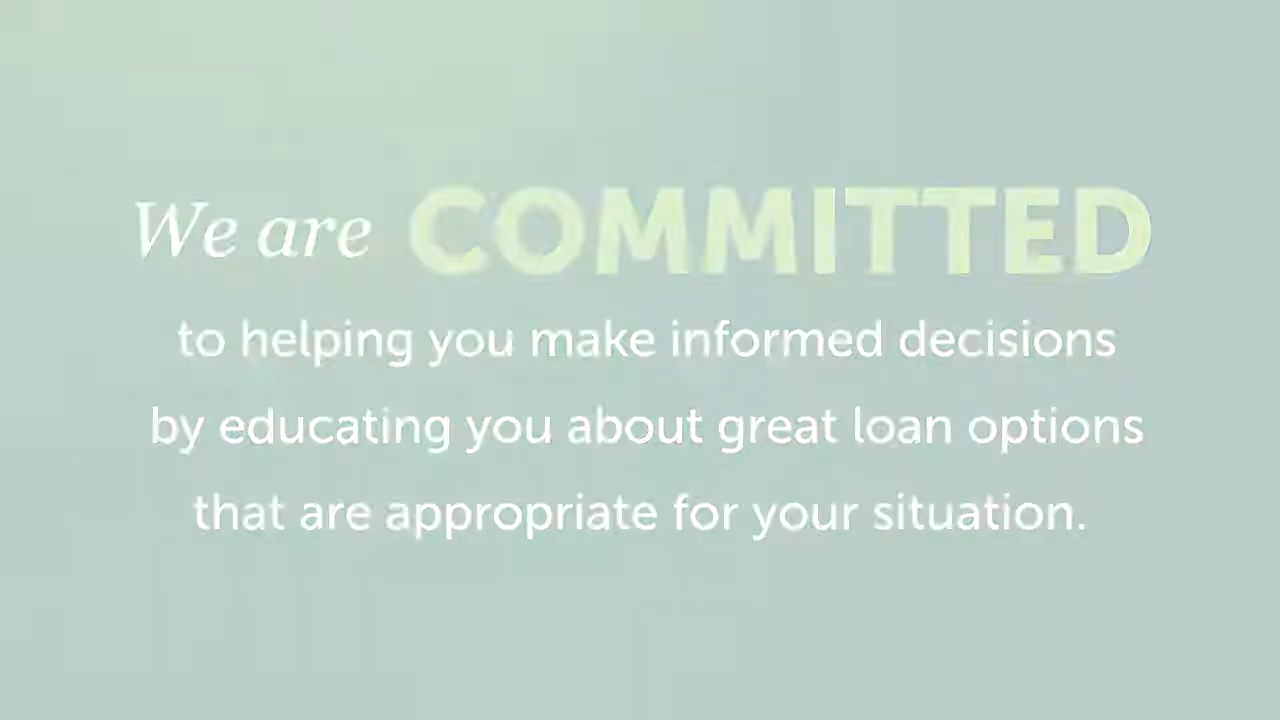 We are COMMITTED
to helping you make informed decisions
by educating you about great loan options
that are appropriate for your situation.